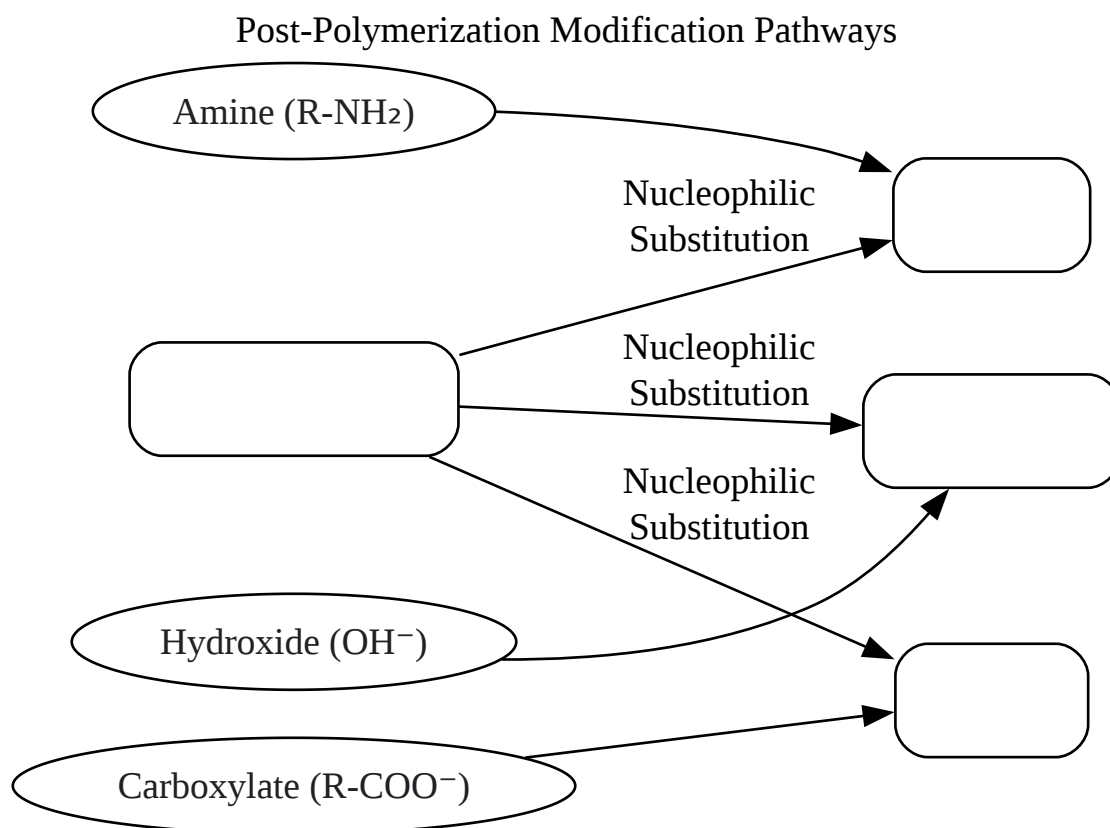 Post-Polymerization Modification Pathways
Amine (R-NH₂)
Nucleophilic
Substitution
Nucleophilic
Substitution
Nucleophilic
Substitution
Hydroxide (OH⁻)
Carboxylate (R-COO⁻)